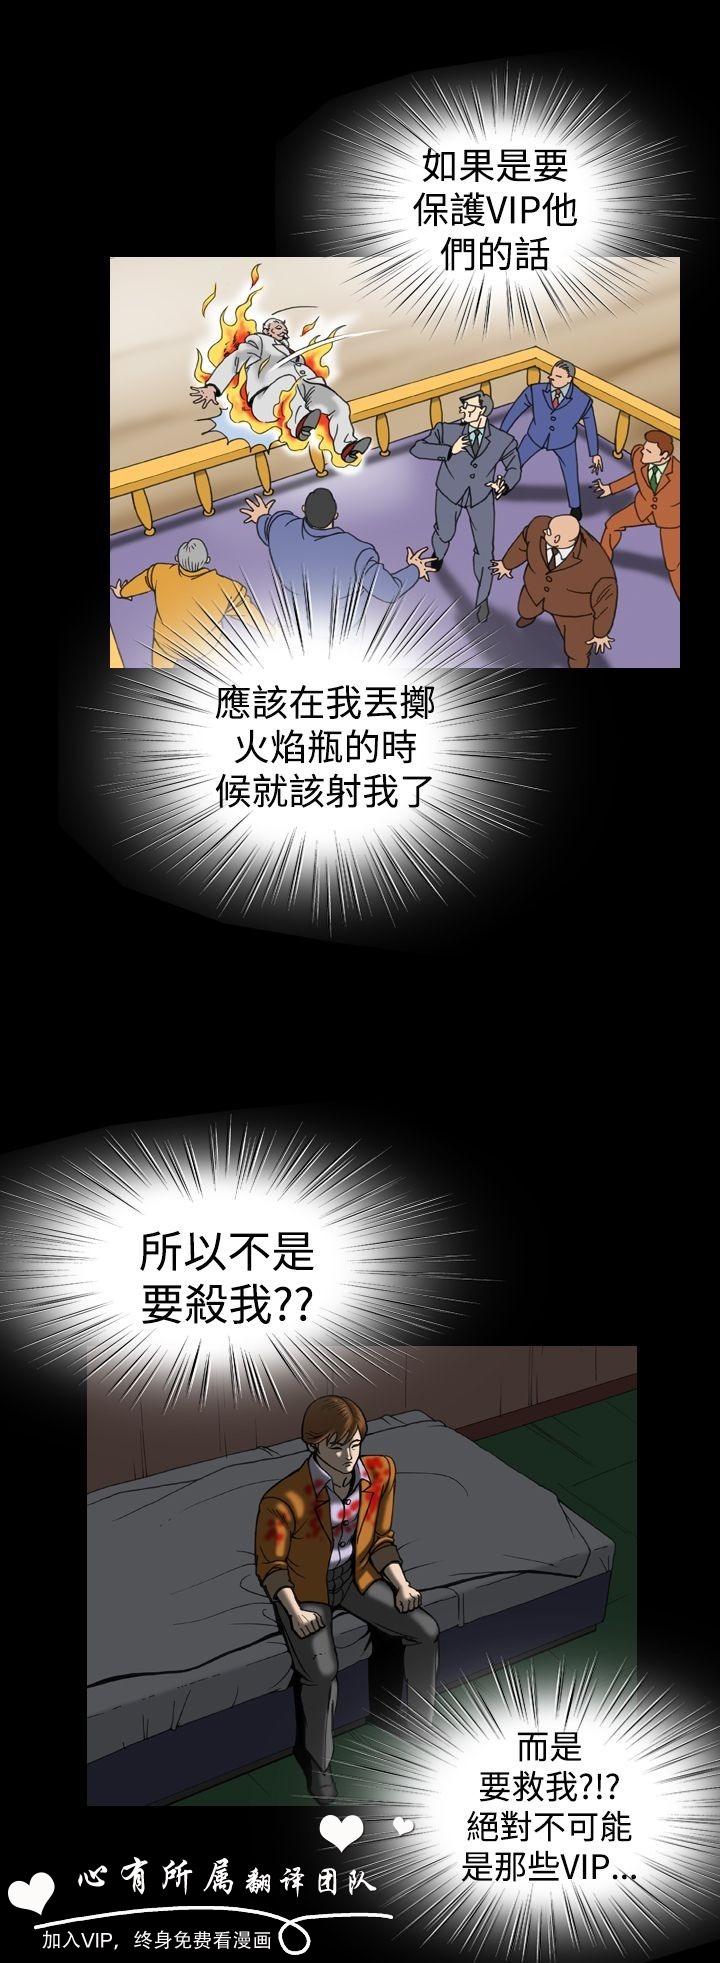 如果是要
保護VIP他
們的話
應該在我丟擲
火焰瓶的時
候就該射我了
所以不是
要殺我??
而是
要救我?!?
絕對不可能
是那些VIP...
心有所属翻译团队
加入VIP，终身免费看漫画